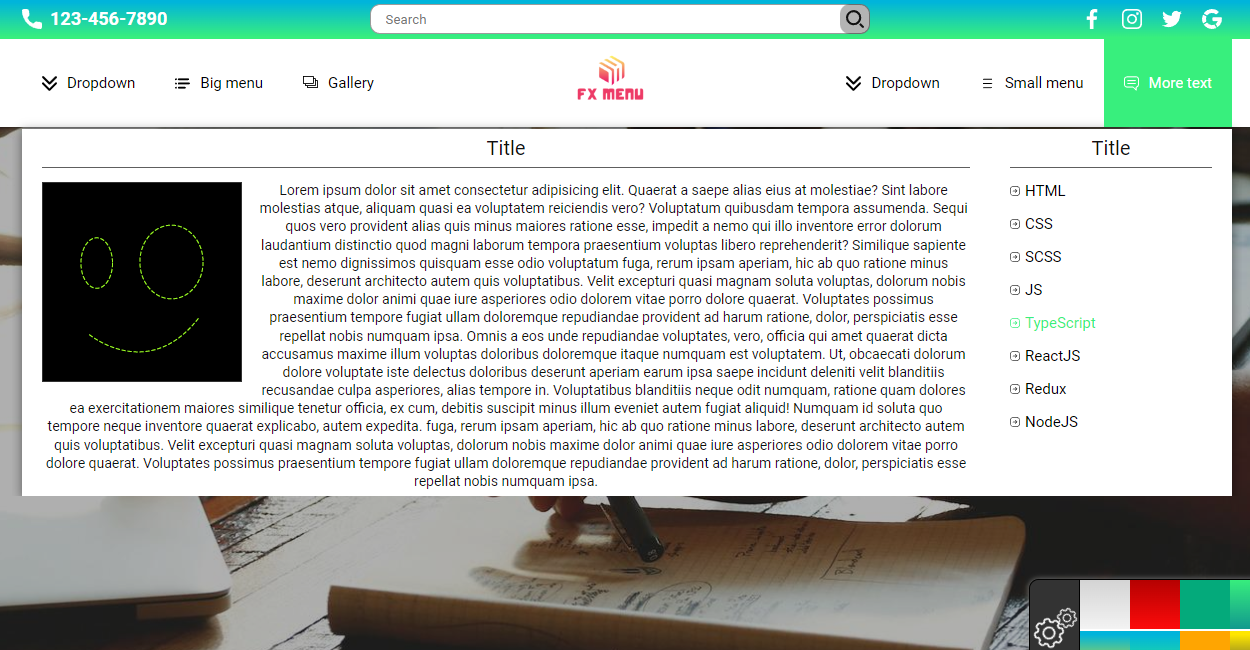 123-456-7890
Search
Dropdown
Big menu
Gallery
FX MENU
Dropdown
Small menu
More text
Title
Lorem ipsum dolor sit amet consectetur adipisicing elit. Quaerat a saepe alias eius at molestiae? Sint labore
molestias atque, aliquam quasi ea voluptatem reiciendis vero? Voluptatum quibusdam tempora assumenda. Sequi
quos vero provident alias quis minus maiores ratione esse, impedit a nemo qui illo inventore error dolorum
laudantium distinctio quod magni laborum tempora praesentium voluptas libero reprehenderit? Similique sapiente
est nemo dignissimos quisquam esse odio voluptatum fuga, rerum ipsam aperiam, hic ab quo ratione minus
labore, deserunt architecto autem quis voluptatibus. Velit excepturi quasi magnam soluta voluptas, dolorum nobis
maxime dolor animi quae iure asperiores odio dolorem vitae porro dolore quaerat. Voluptates possimus
praesentium tempore fugiat ullam doloremque repudiandae provident ad harum ratione, dolor, perspiciatis esse
repellat nobis numquam ipsa. Omnis a eos unde repudiandae voluptates, vero, officia qui amet quaerat dicta
accusamus maxime illum voluptas doloribus doloremque itaque numquam est voluptatem. Ut, obcaecati dolorum
dolore voluptate iste delectus doloribus deserunt aperiam earum ipsa saepe incidunt deleniti velit blanditiis
recusandae culpa asperiores, alias tempore in. Voluptatibus blanditiis neque odit numquam, ratione quam dolores
ea exercitationem maiores similique tenetur officia, ex cum, debitis suscipit minus illum eveniet autem fugiat aliquid! Numquam id soluta quo
tempore neque inventore quaerat explicabo, autem expedita. fuga, rerum ipsam aperiam, hic ab quo ratione minus labore, deserunt architecto autem
quis voluptatibus. Velit excepturi quasi magnam soluta voluptas, dolorum nobis maxime dolor animi quae iure asperiores odio dolorem vitae porro
dolore quaerat. Voluptates possimus praesentium tempore fugiat ullam doloremque repudiandae provident ad harum ratione, dolor, perspiciatis esse
repellat nobis numquam ipsa.
Title
HTML
CSS
SCSS
JS
TypeScript
ReactJS
Redux
NodeJS